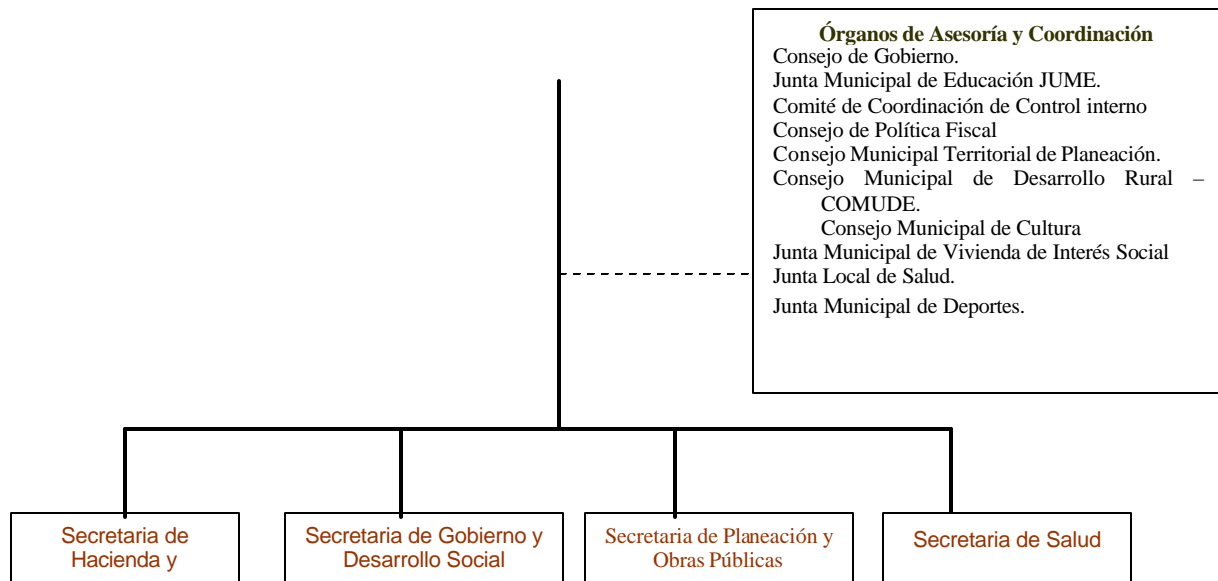 Órganos de Asesoría y Coordinación
Consejo de Gobierno.
Junta Municipal de Educación JUME.
Comité de Coordinación de Control interno
Consejo de Política Fiscal
Consejo Municipal Territorial de Planeación.
Consejo Municipal de Desarrollo Rural –
COMUDE.
Consejo Municipal de Cultura
Junta Municipal de Vivienda de Interés Social
Junta Local de Salud.
Junta Municipal de Deportes.
Secretaria de
Hacienda y
Secretaria de Gobierno y
Desarrollo Social
Secretaria de Planeación y
Obras Públicas
Secretaria de Salud